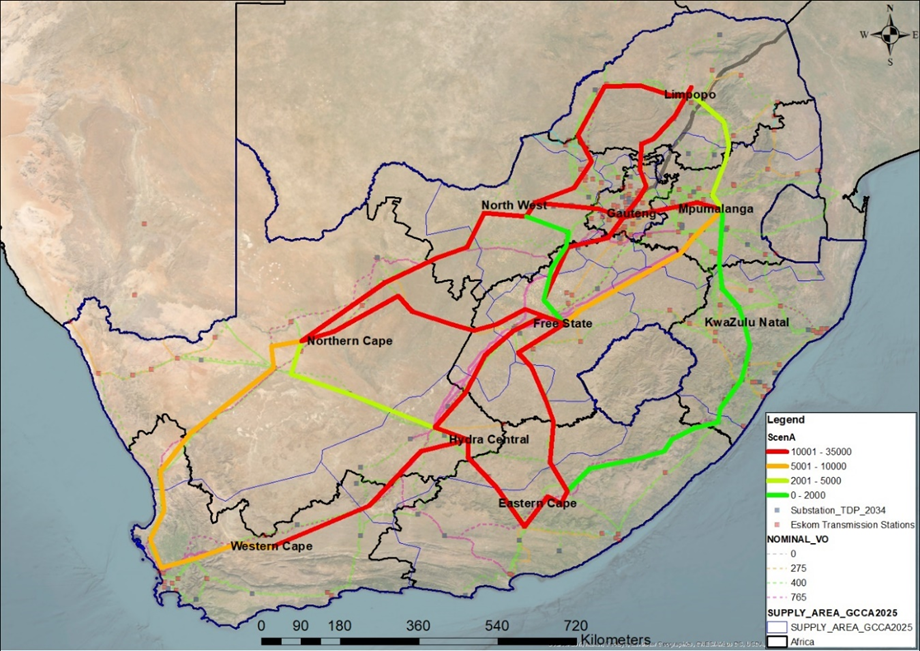 N
W E
S
Limpopo
North West
Gauteng
Mpumalanga
Northern Cape
Free State
KwaZulu Natal
Hydra Central
Eastern Cape
Western Cape
Legend
ScenA
10001 - 35000
5001 - 10000
2001 - 5000
0 - 2000
Substation_TDP_2034
Eskom Transmission Stations
NOMINAL_VO
0
275
400
765
SUPPLY_AREA_GCCA2025
SUPPLY_AREA_GCCA2025
Africa
0 90 180 360 540 720
Kilometers